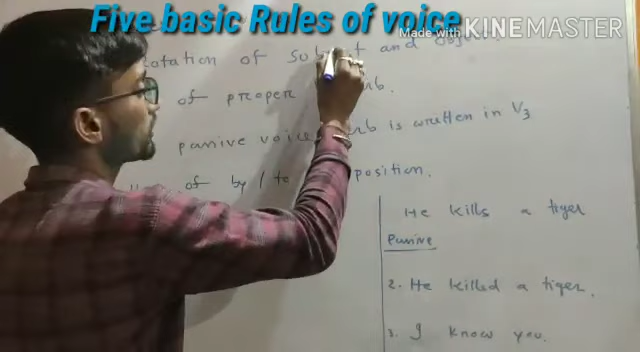 Five basic Rules of voice
Made with KINEMASTER
of and
of proper
passive voice is written in V3
of by / to position.
He kills a tiger
Passive
2. He killed a tiger.
3. I know you.